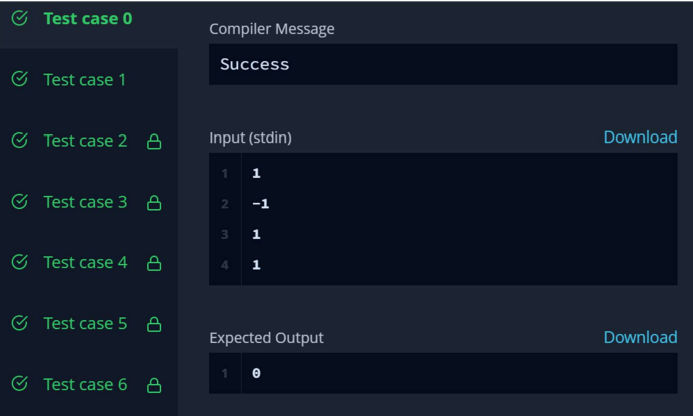 Test case 0
Test case 1
Test case 2
Test case 3
Test case 4
Test case 5
Test case 6
Compiler Message
Success
Input (stdin) Download
1 1
2 -1
3 1
4 1
Expected Output Download
1 0